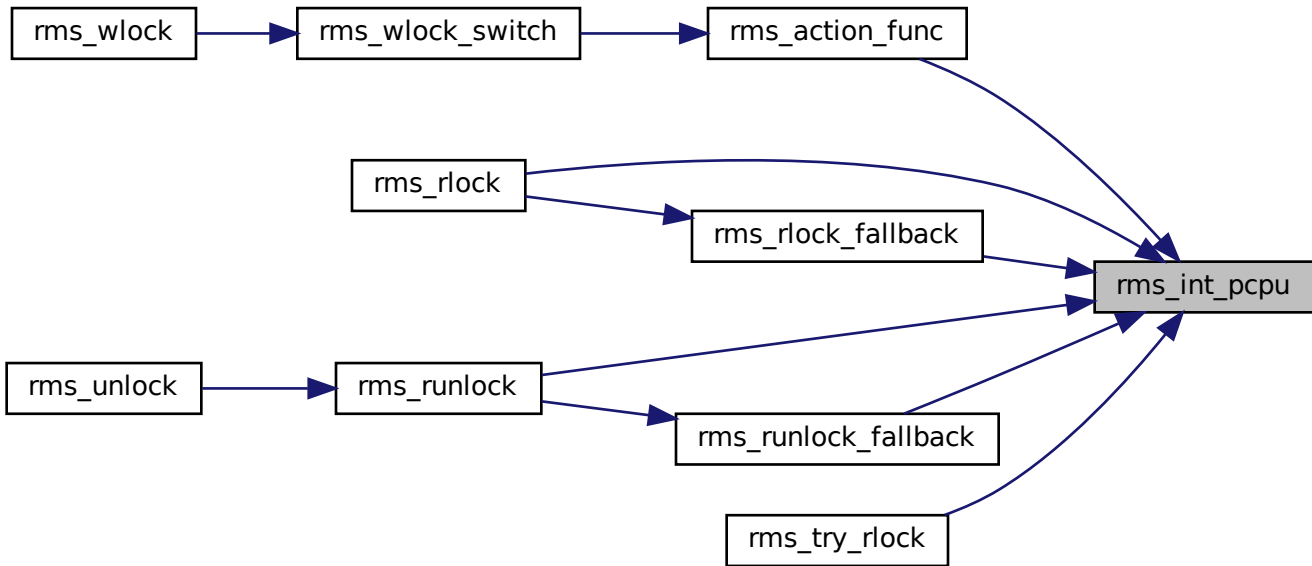 rms_wlock
rms_wlock_switch
rms_action_func
rms_rlock
rms_rlock_fallback
rms_int_pcpu
rms_unlock
rms_runlock
rms_runlock_fallback
rms_try_rlock